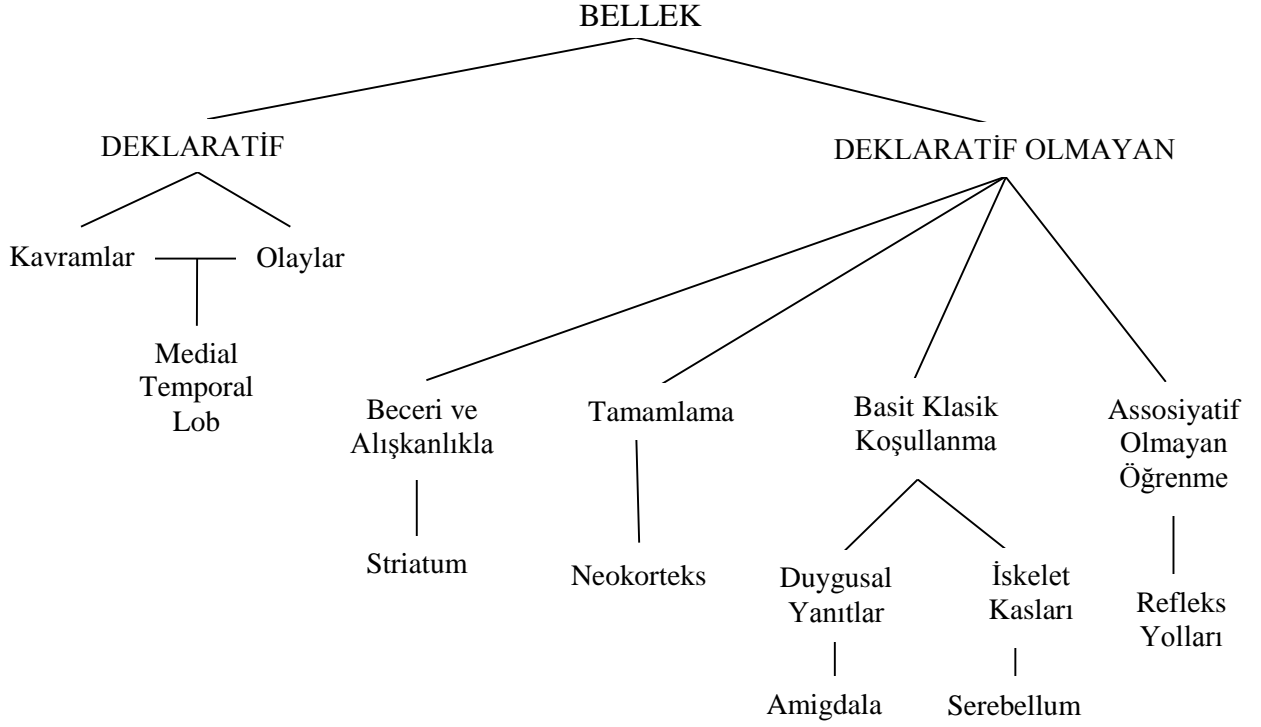 BELLEK
DEKLARATİF
DEKLARATİF OLMAYAN
Kavramlar
Olaylar
Medial
Temporal
Lob
Beceri ve
Alışkanlıkla
Tamamlama
Basit Klasik
Koşullanma
Assosiyatif
Olmayan
Öğrenme
Striatum
Neokorteks
Duygusal
Yanıtlar
İskelet
Kasları
Refleks
Yolları
Amigdala
Serebellum